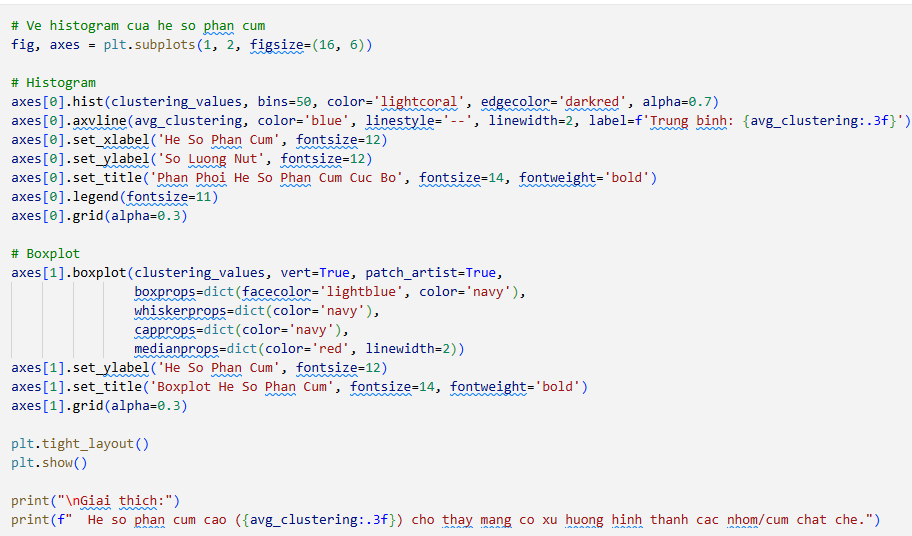 # Ve histogram cua he so phan cum
fig, axes = plt.subplots(1, 2, figsize=(16, 6))

# Histogram
axes[0].hist(clustering_values, bins=50, color='lightcoral', edgecolor='darkred', alpha=0.7)
axes[0].axvline(avg_clustering, color='blue', linestyle='--', linewidth=2, label=f'Trung binh: {avg_clustering:.3f}')
axes[0].set_xlabel('He So Phan Cum', fontsize=12)
axes[0].set_ylabel('So Luong Nut', fontsize=12)
axes[0].set_title('Phan Phoi He So Phan Cum Cuc Bo', fontsize=14, fontweight='bold')
axes[0].legend(fontsize=11)
axes[0].grid(alpha=0.3)

# Boxplot
axes[1].boxplot(clustering_values, vert=True, patch_artist=True,
                boxprops=dict(facecolor='lightblue', color='navy'),
                whiskerprops=dict(color='navy'),
                capprops=dict(color='navy'),
                medianprops=dict(color='red', linewidth=2))
axes[1].set_ylabel('He So Phan Cum', fontsize=12)
axes[1].set_title('Boxplot He So Phan Cum', fontsize=14, fontweight='bold')
axes[1].grid(alpha=0.3)

plt.tight_layout()
plt.show()

print("\nGiai thich:")
print(f"  He so phan cum cao ({avg_clustering:.3f}) cho thay mang co xu huong hinh thanh cac nhom/cum chat che.")